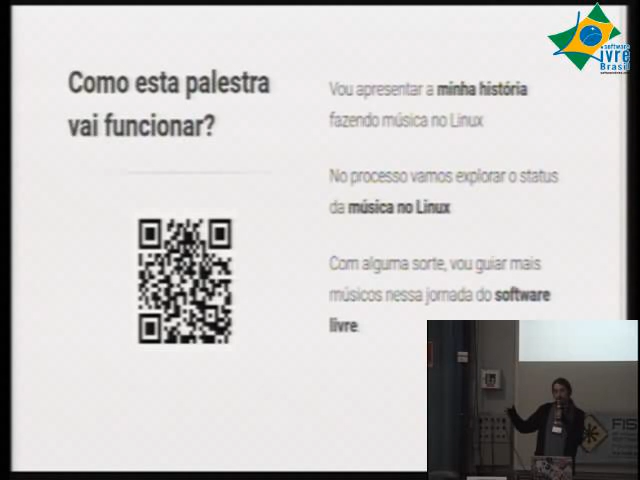 Como esta palestra
vai funcionar?
Vou apresentar a minha história
fazendo música no Linux
No processo vamos explorar o status
da música no Linux
Com alguma sorte, vou guiar mais
músicos nessa jornada do software
livre.
software
livre
Brasil
FIS